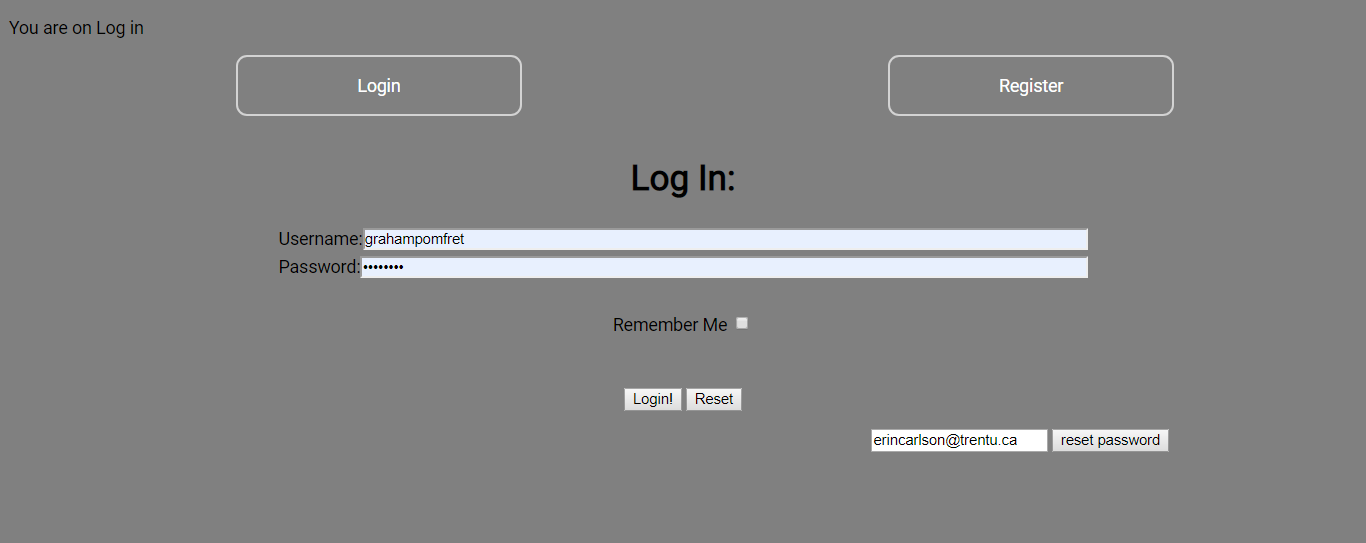 You are on Log in
Login Register
Log In:
Username:grahampomfret
Password:••••••••
Remember Me
Login! Reset
erincarlson@trentu.ca reset password